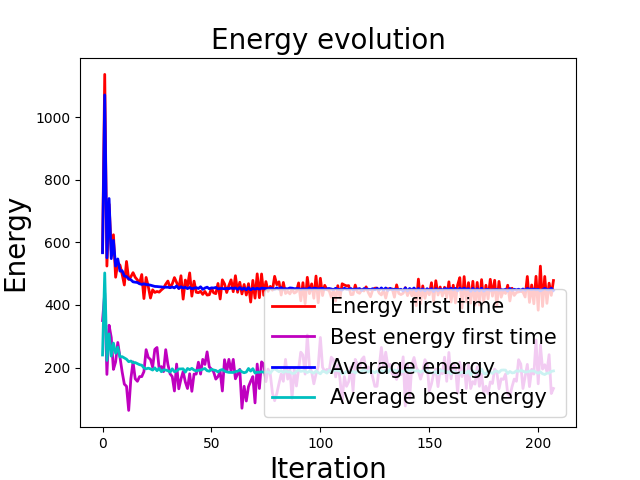 Energy evolution
Energy
1000
800
600
400
200
0
50
100
150
200
Iteration
Energy first time
Best energy first time
Average energy
Average best energy